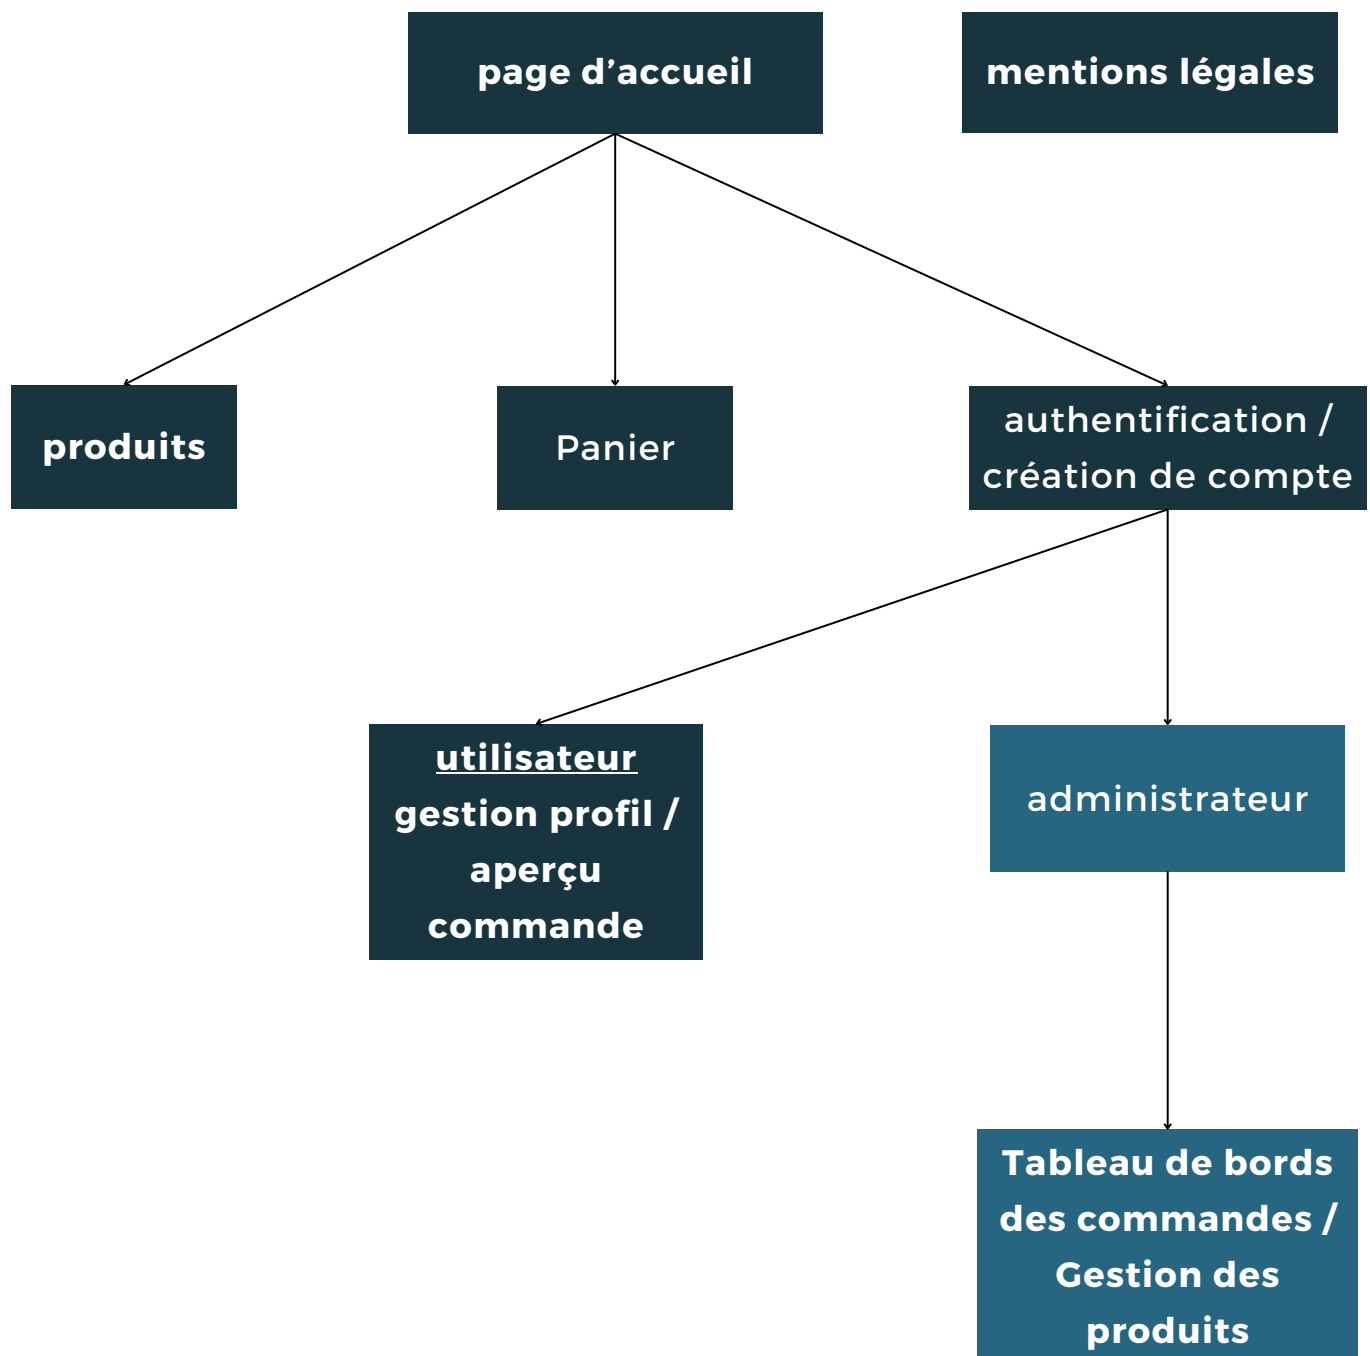 page d’accueil
mentions légales
produits
Panier
authentification /
création de compte
utilisateur
gestion profil /
aperçu
commande
administrateur
Tableau de bords
des commandes /
Gestion des
produits